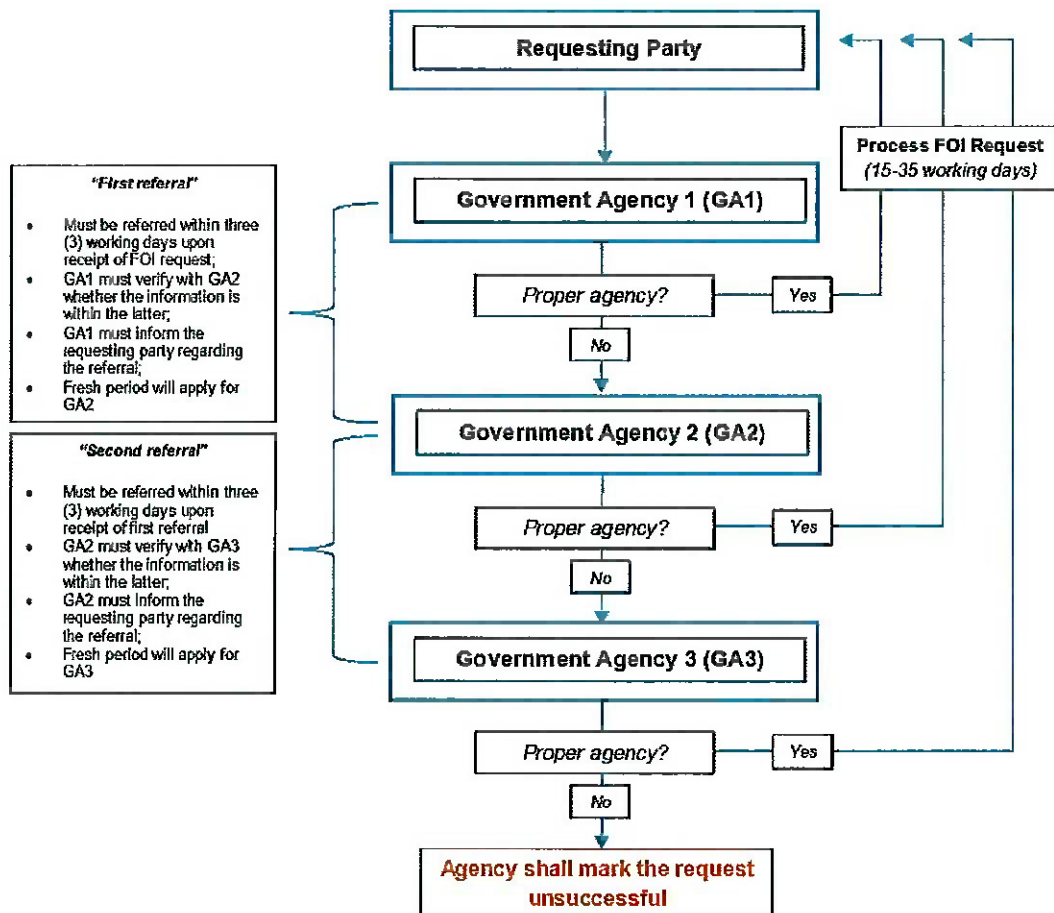 Requesting Party
Process FOI Request
(15-35 working days)
"First referral"
• Must be referred within three
(3) working days upon
receipt of FOI request;
• GA1 must verify with GA2
whether the information is
within the latter;
• GA1 must inform the
requesting party regarding
the referral;
• Fresh period will apply for
GA2
Government Agency 1 (GA1)
Proper agency?
Yes
No
Government Agency 2 (GA2)
"Second referral"
• Must be referred within three
(3) working days upon
receipt of first referral
• GA2 must verify with GA3
whether the information is
within the latter;
• GA2 must Inform the
requesting party regarding
the referral;
• Fresh period will apply for
GA3
Proper agency?
Yes
No
Government Agency 3 (GA3)
Proper agency?
Yes
No
Agency shall mark the request
unsuccessful